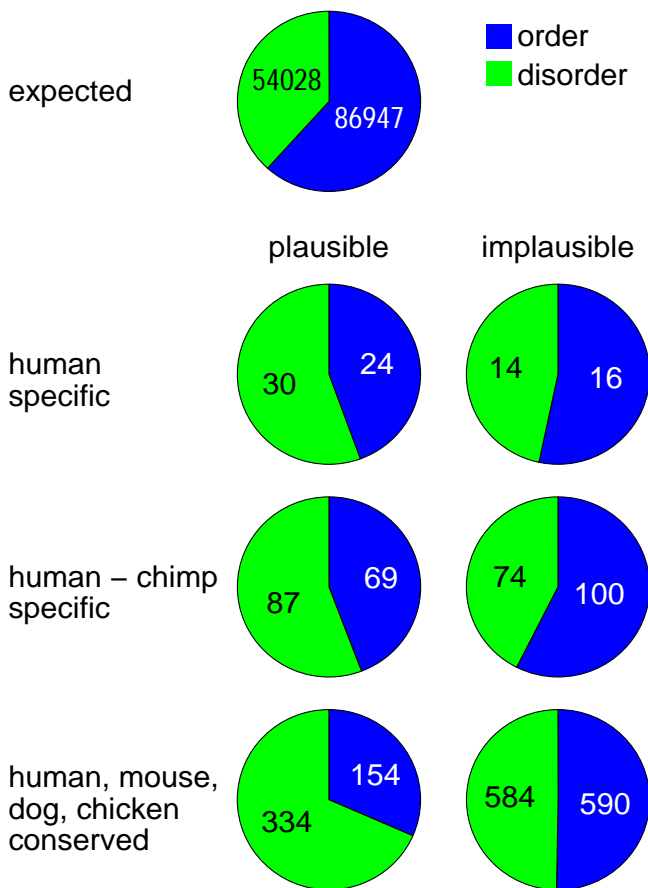 order
disorder
expected
54028
86947
plausible
implausible
human
specific
30
24
14
16
human – chimp
specific
87
69
74
100
human, mouse,
dog, chicken
conserved
334
154
584
590